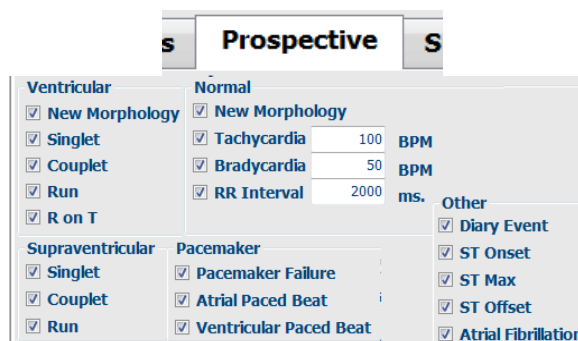 s Prospective S
Ventricular
New Morphology
Singlet
Couplet
Run
R on T
Normal
New Morphology
Tachycardia 100 BPM
Bradycardia 50 BPM
RR Interval 2000 ms.
Supraventricular
Singlet
Couplet
Run
Pacemaker
Pacemaker Failure
Atrial Paced Beat
Ventricular Paced Beat
Other
Diary Event
ST Onset
ST Max
ST Offset
Atrial Fibrillation